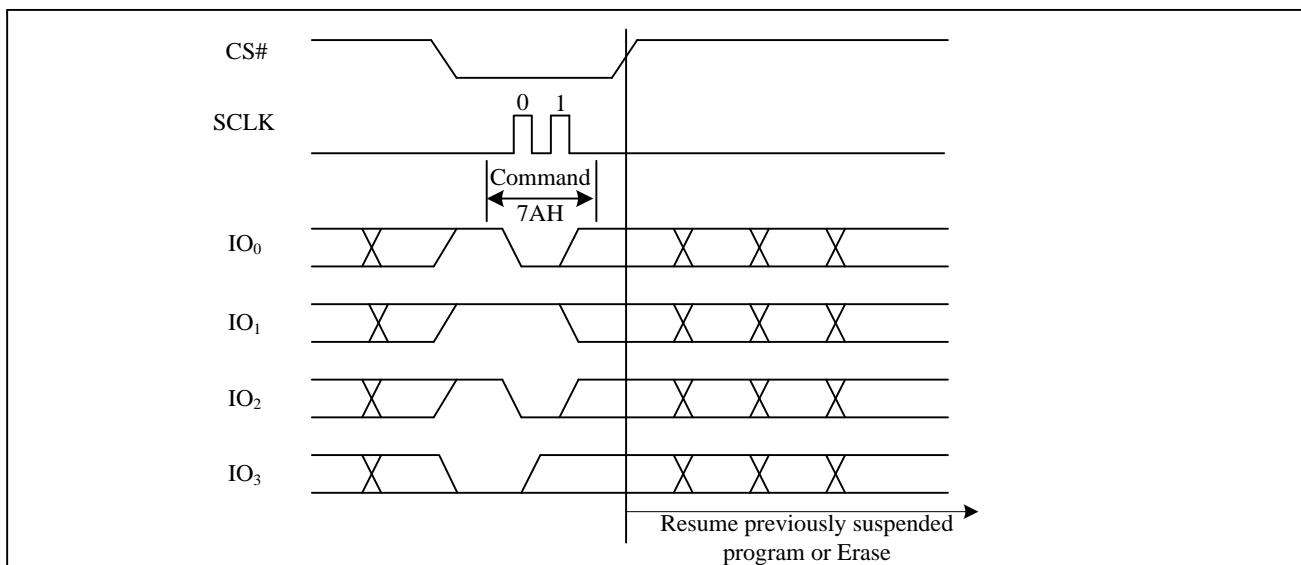 CS#
0 1
SCLK
Command
7AH
IO₀
IO₁
IO₂
IO₃
Resume previously suspended
program or Erase